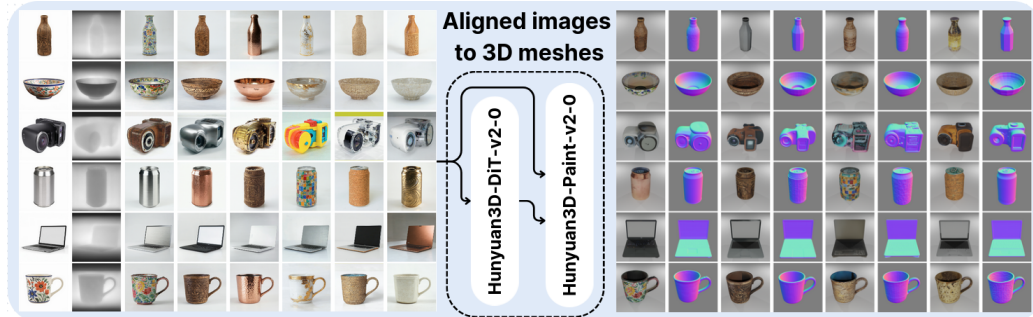 Aligned images
to 3D meshes
Hunyuan3D-DiT-v2-0
Hunyuan3D-Paint-v2-0